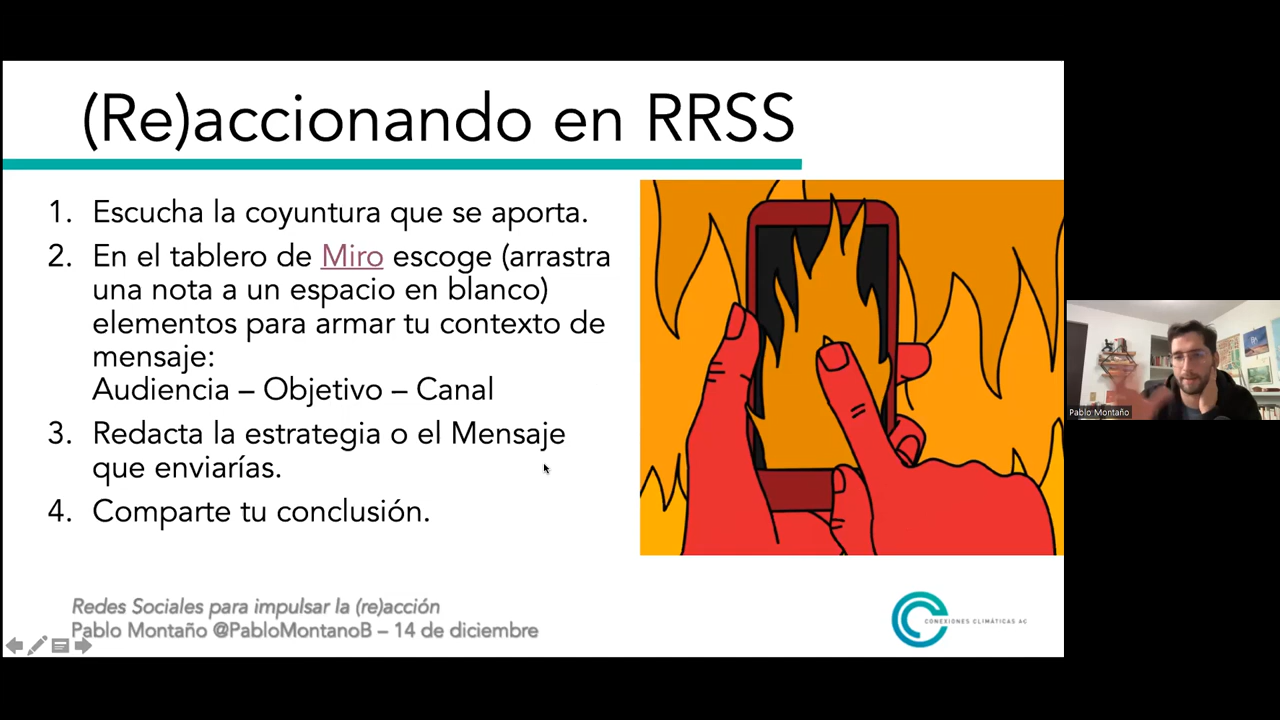 (Re)accionando en RRSS
1. Escucha la coyuntura que se aporta.
2. En el tablero de Miro escoge (arrastra
una nota a un espacio en blanco)
elementos para armar tu contexto de
mensaje:
Audiencia – Objetivo – Canal
3. Redacta la estrategia o el Mensaje
que enviarías.
4. Comparte tu conclusión.
Redes Sociales para impulsar la (re)acción
Pablo Montaño @PabloMontanoB – 14 de diciembre
CONEXIONES CLIMÁTICAS AC
Pablo Montaño